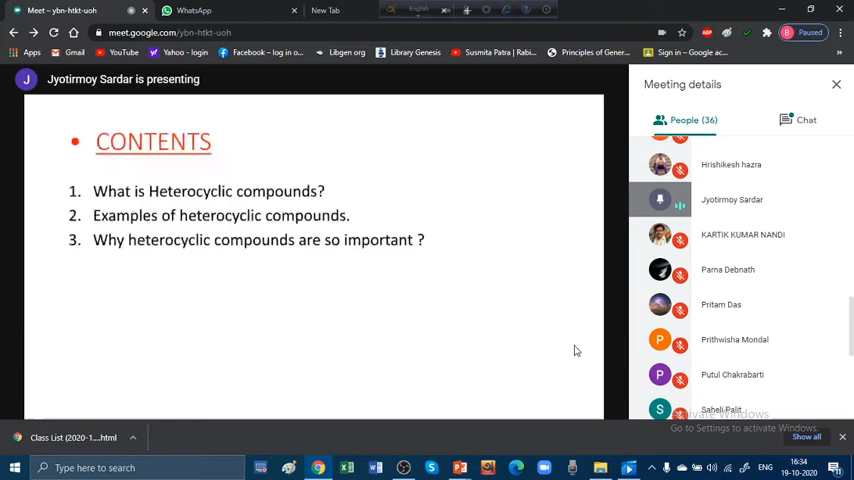 Meet – ybn-htkt-uoh
WhatsApp
New Tab
English
meet.google.com/ybn-htkt-uoh
ABP
B
Paused
Apps
Gmail
YouTube
Yahoo - login
Facebook – log in o...
Libgen org
Library Genesis
Susmita Patra | Rabi...
Principles of Gener...
Sign in – Google ac...
J
Jyotirmoy Sardar is presenting
• CONTENTS
1. What is Heterocyclic compounds?
2. Examples of heterocyclic compounds.
3. Why heterocyclic compounds are so important ?
Meeting details
People (36)
Chat
Hrishikesh hazra
Jyotirmoy Sardar
KARTIK KUMAR NANDI
Parna Debnath
Pritam Das
P
Prithwisha Mondal
P
Putul Chakrabarti
S
Saheli Palit
Activate Windows
Go to Settings to activate Windows.
Class List (2020-1....html
Show all
Type here to search
ENG
16:34
19-10-2020